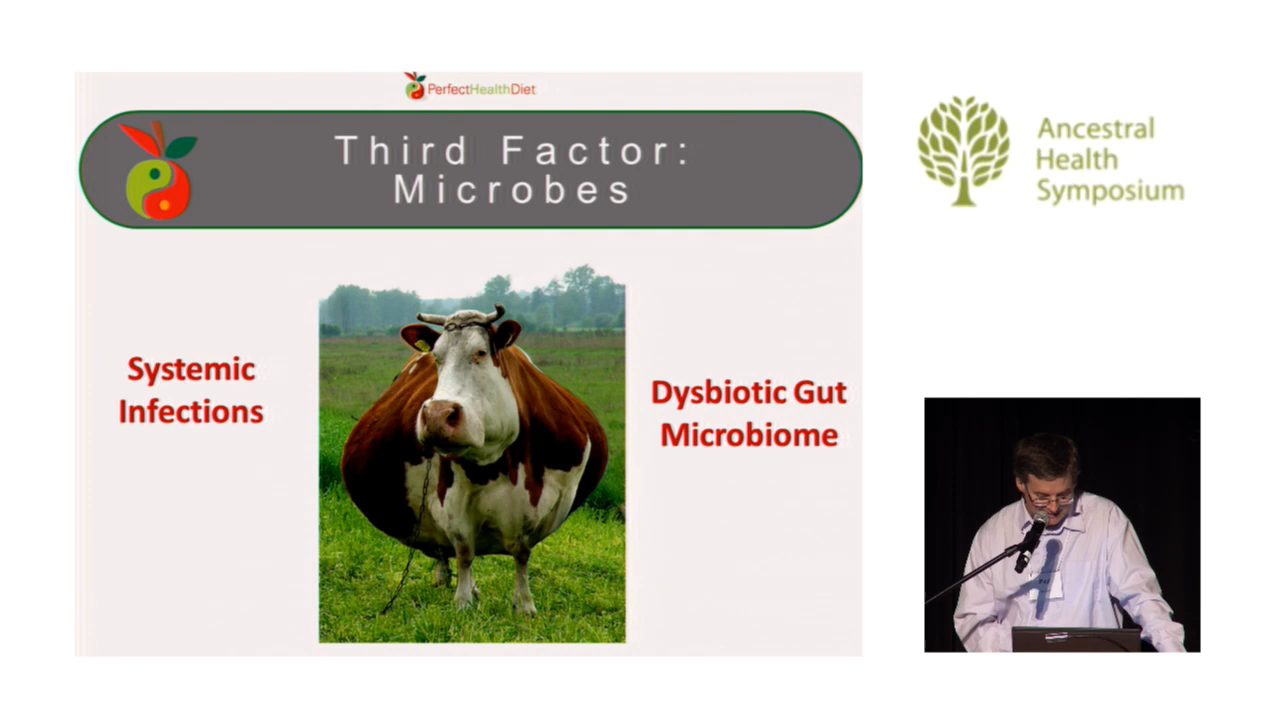 PerfectHealthDiet
Third Factor:
Microbes
Systemic
Infections
Dysbiotic Gut
Microbiome
Ancestral
Health
Symposium